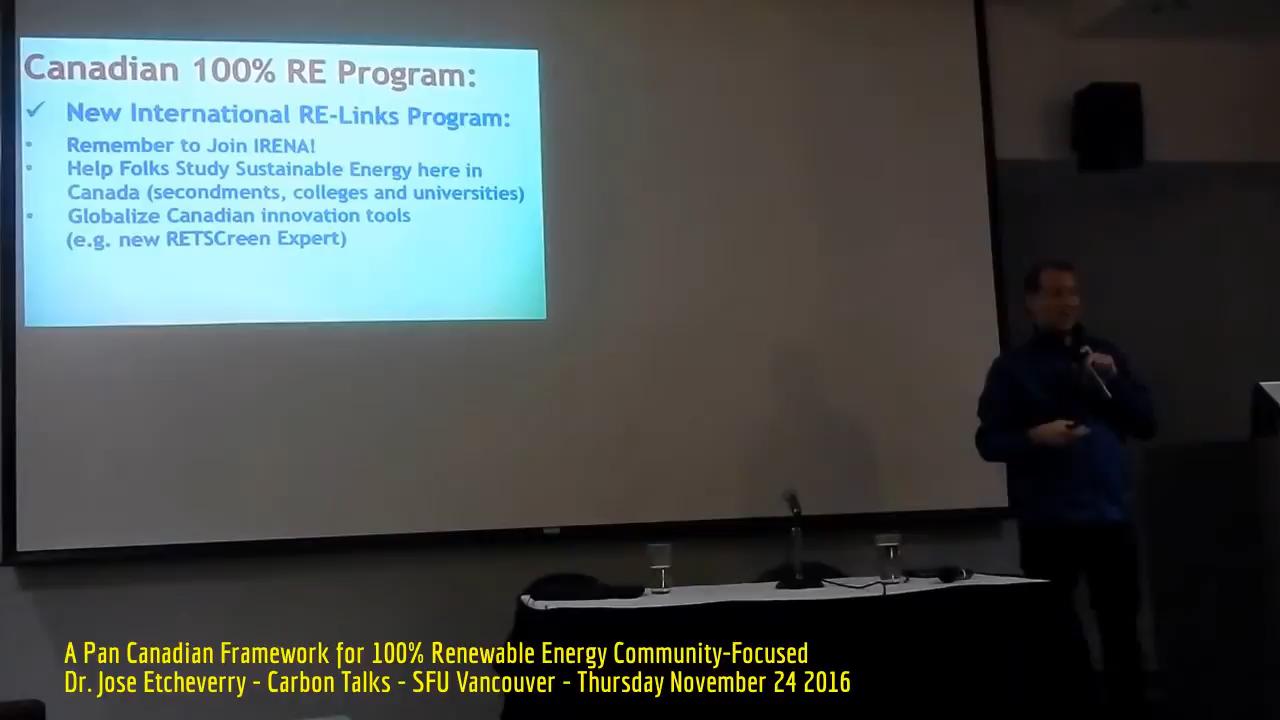 Canadian 100% RE Program:
✓ New International RE-Links Program:
• Remember to Join IRENA!
• Help Folks Study Sustainable Energy here in
Canada (secondments, colleges and universities)
• Globalize Canadian innovation tools
(e.g. new RETSCreen Expert)
A Pan Canadian Framework for 100% Renewable Energy Community-Focused
Dr. Jose Etcheverry - Carbon Talks - SFU Vancouver - Thursday November 24 2016